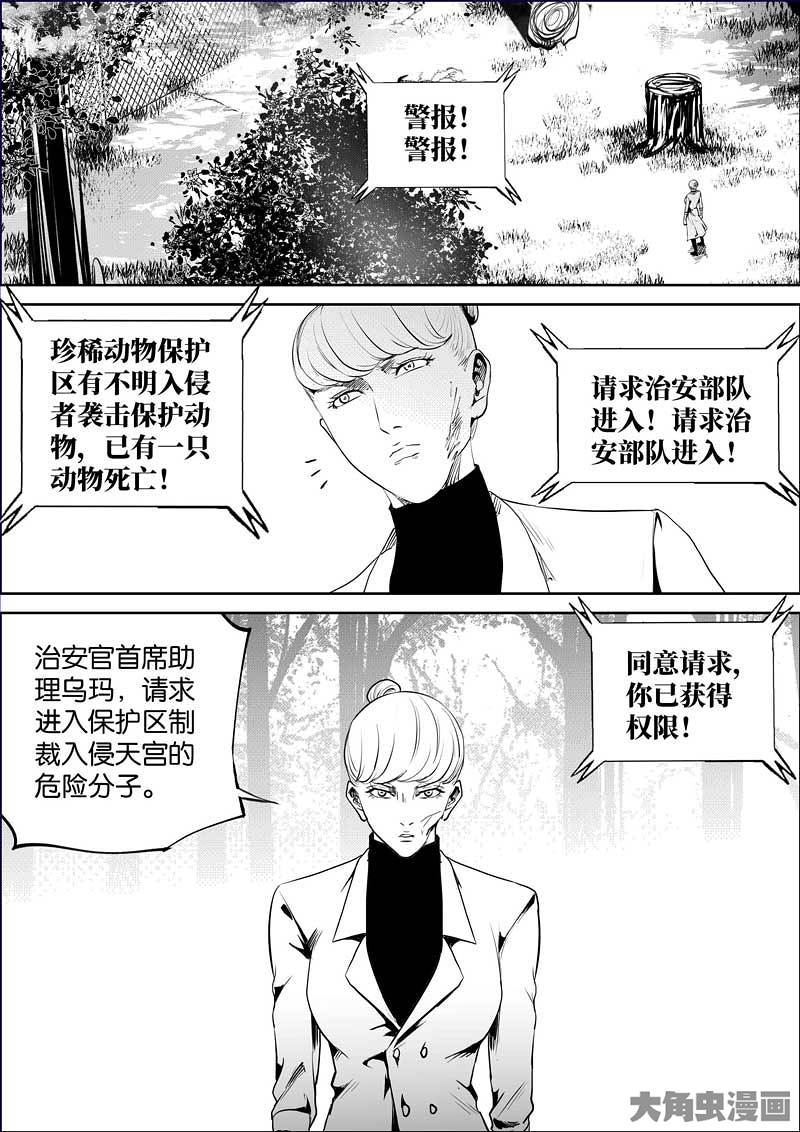 警报！
警报！
珍稀动物保护
区有不明入侵
者袭击保护动
物，已有一只
动物死亡！
请求治安部队
进入！请求治
安部队进入！
治安官首席助
理乌玛，请求
进入保护区制
裁入侵天宫的
危险分子。
同意请求，
你已获得
权限！
大角虫漫画